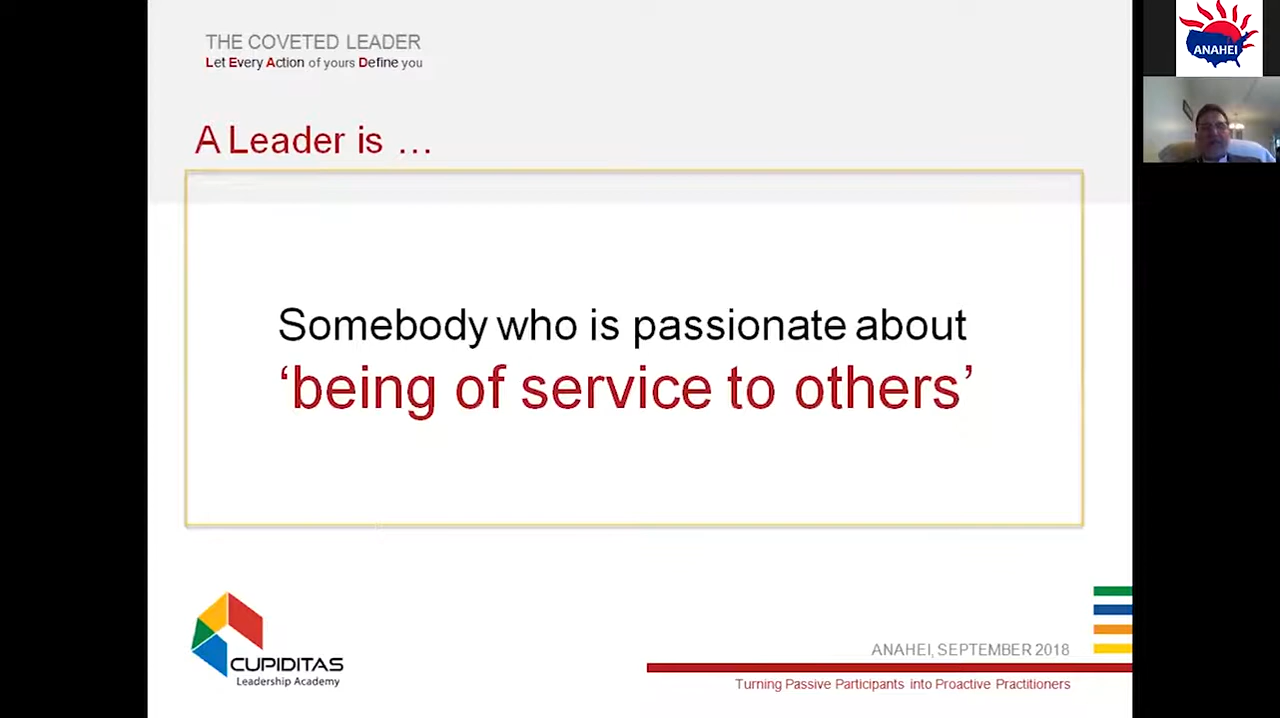 THE COVETED LEADER
Let Every Action of yours Define you
A Leader is …
Somebody who is passionate about
‘being of service to others’
CUPIDITAS
Leadership Academy
ANAHEI, SEPTEMBER 2018
Turning Passive Participants into Proactive Practitioners
ANAHEI